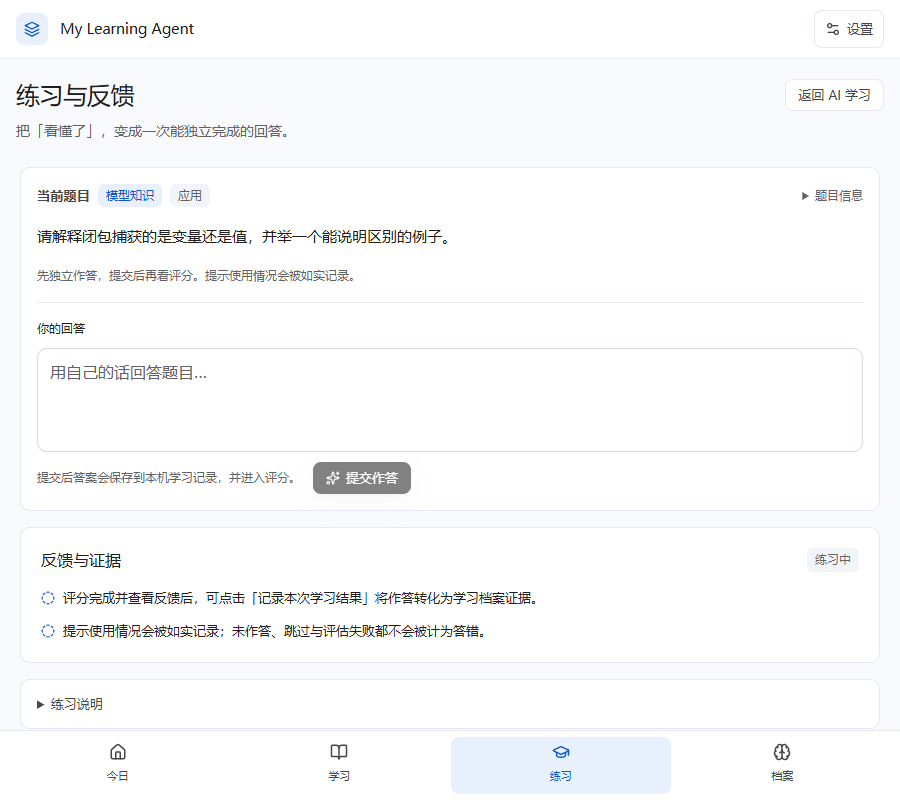 My Learning Agent
设置
练习与反馈
返回 AI 学习
把「看懂了」，变成一次能独立完成的回答。
当前题目 模型知识 应用
▶ 题目信息
请解释闭包捕获的是变量还是值，并举一个能说明区别的例子。
先独立作答，提交后再看评分。提示使用情况会被如实记录。
你的回答
用自己的话回答题目...
提交后答案会保存到本机学习记录，并进入评分。
提交作答
反馈与证据
练习中
评分完成并查看反馈后，可点击「记录本次学习结果」将作答转化为学习档案证据。
提示使用情况会被如实记录；未作答、跳过与评估失败都不会被计为答错。
▶ 练习说明
今日
学习
练习
档案